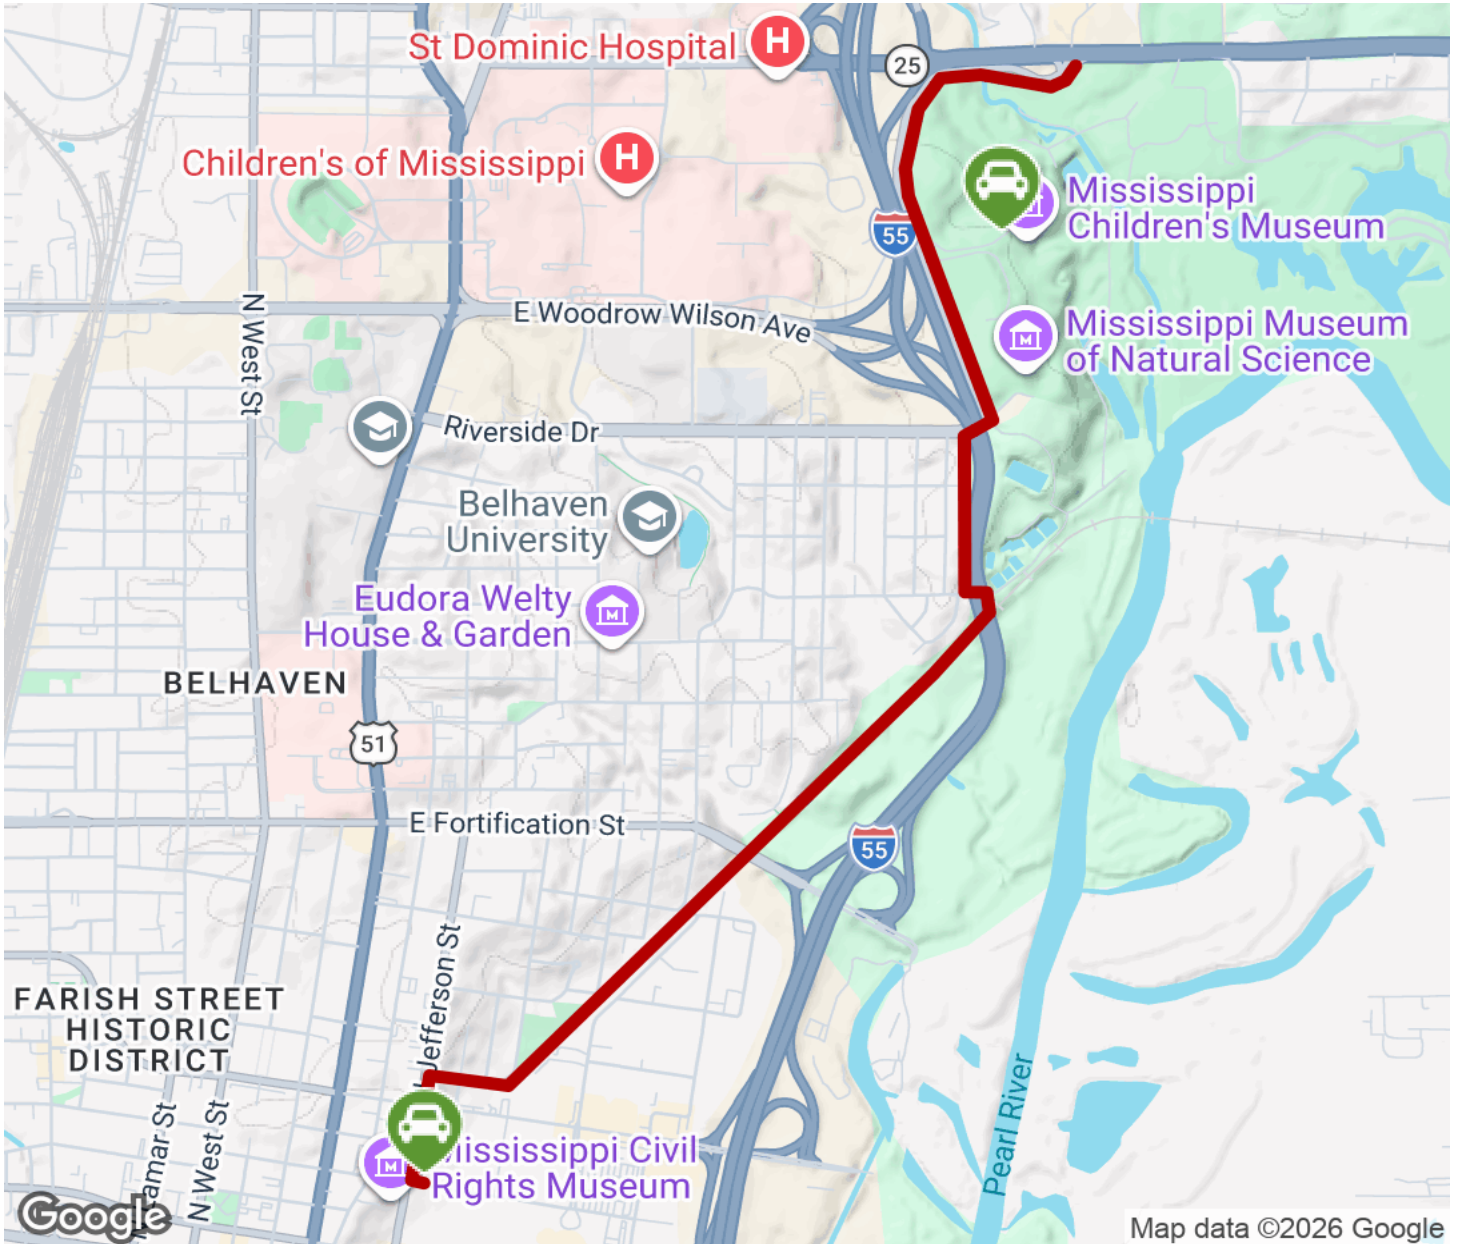 St Dominic Hospital
H
25
Children's of Mississippi
H
Mississippi
Children's Museum
55
N West St
E Woodrow Wilson Ave
M
Mississippi Museum
of Natural Science
Riverside Dr
Belhaven
University
Eudora Welty
House & Garden
M
BELHAVEN
51
E Fortification St
55
Jefferson St
FARISH STREET
HISTORIC
DISTRICT
Pearl River
N West St
M
ississippi Civil
Rights Museum
Google
Map data ©2026 Google